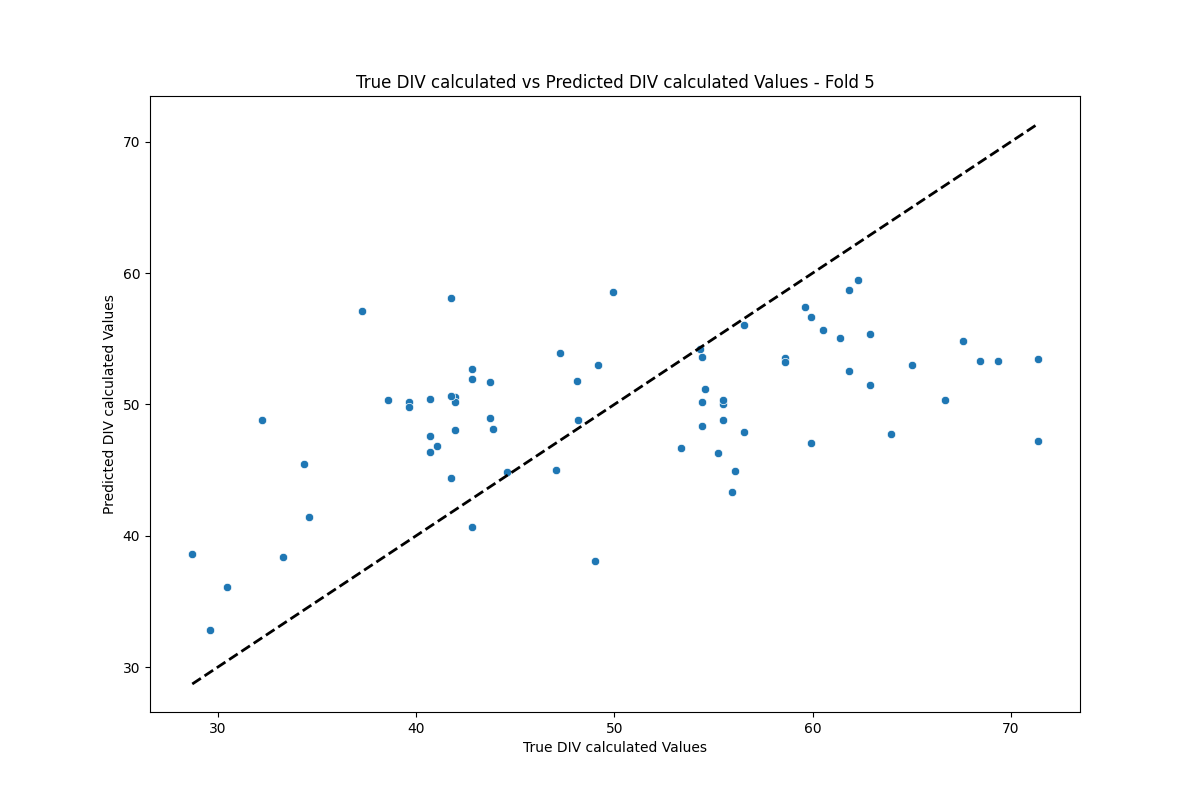 True DIV calculated vs Predicted DIV calculated Values - Fold 5
70
60
50
40
30
Predicted DIV calculated Values
30 40 50 60 70
True DIV calculated Values